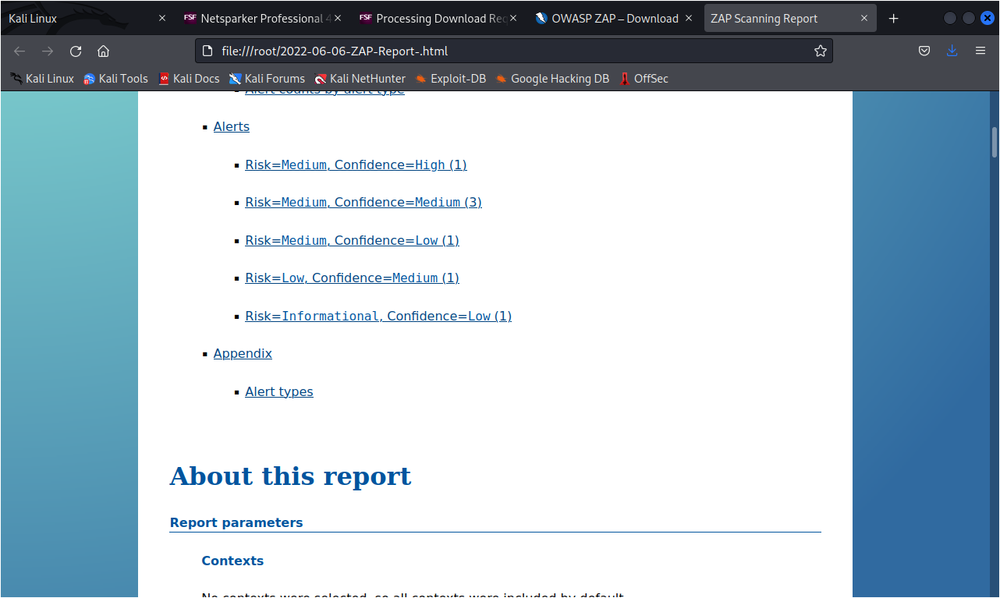 Kali Linux
Netsparker Professional 4
Processing Download Req
OWASP ZAP – Download
ZAP Scanning Report
file:///root/2022-06-06-ZAP-Report-.html
Kali Linux Kali Tools Kali Docs Kali Forums Kali NetHunter Exploit-DB Google Hacking DB OffSec
Alert counts by alert type
Alerts
Risk=Medium, Confidence=High (1)
Risk=Medium, Confidence=Medium (3)
Risk=Medium, Confidence=Low (1)
Risk=Low, Confidence=Medium (1)
Risk=Informational, Confidence=Low (1)
Appendix
Alert types
About this report
Report parameters
Contexts
No contexts were selected, so all contexts were included by default.